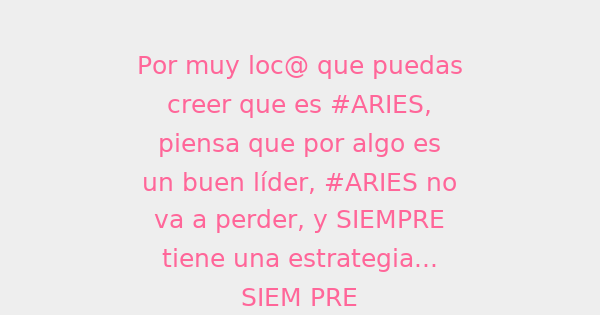 Por muy loc@ que puedas
creer que es #ARIES,
piensa que por algo es
un buen líder, #ARIES no
va a perder, y SIEMPRE
tiene una estrategia...
SIEM PRE